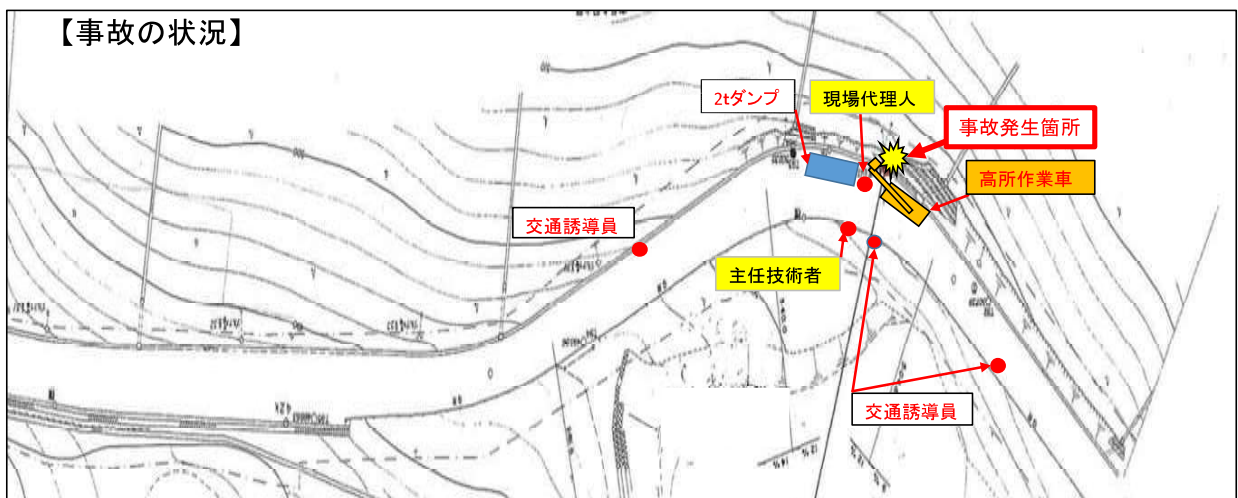 【事故の状況】
2tダンプ
現場代理人
事故発生箇所
高所作業車
交通誘導員
主任技術者
交通誘導員